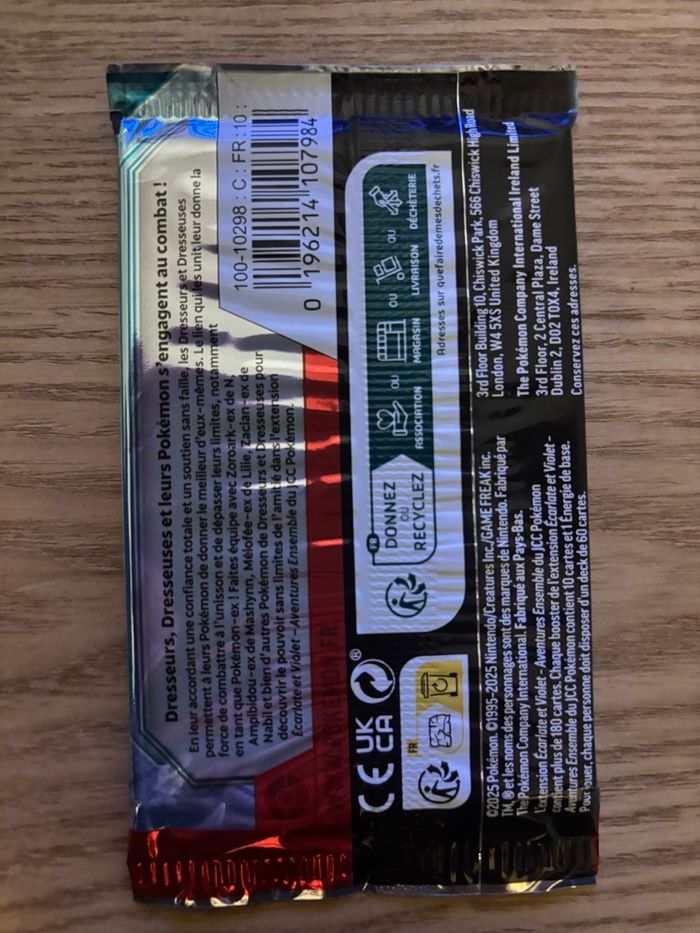 Dresseurs, Dresseuses et leurs Pokémon s'engagent au combat !
En leur accordant une confiance totale et un soutien sans faille, les Dresseurs et Dresseuses
permettent à leurs Pokémon de donner le meilleur d'eux-mêmes. Le lien qui les unit leur donne la
force de combattre à l'unisson et de dépasser leurs limites, notamment
en tant que Pokémon-ex ! Faites équipe avec Zoroark-ex de N,
Ampibidou-ex de Mashynn, Mélofée-ex de Lilie, Zacian-ex de
Nabil et bien d'autres Pokémon de Dresseurs et Dresseuses pour
découvrir le pouvoir sans limites de l'amitié dans l'extension
Écarlate et Violet – Aventures Ensemble du JCC Pokémon.
100-10298 : C : FR : 10 :
0 196214 107984
WWW.POKEMON.FR
CE UK CA ®
FR
FR
DONNEZ
OU
RECYCLEZ
ASSOCIATION OU MAGASIN OU LIVRAISON OU DÉCHÈTERIE
Adresses sur quefairedemesdechets.fr
©2025 Pokémon. ©1995-2025 Nintendo/Creatures Inc./GAME FREAK inc.
TM, ® et les noms des personnages sont des marques de Nintendo. Fabriqué par
The Pokémon Company International. Fabriqué aux Pays-Bas.
L'extension Écarlate et Violet – Aventures Ensemble du JCC Pokémon
contient plus de 180 cartes. Chaque booster de l'extension Écarlate et Violet –
Aventures Ensemble du JCC Pokémon contient 10 cartes et 1 Énergie de base.
Pour jouer, chaque personne doit disposer d'un deck de 60 cartes.
3rd Floor Building 10, Chiswick Park, 566 Chiswick High Road
London, W4 5XS United Kingdom
The Pokémon Company International Ireland Limited
3rd Floor, 2 Central Plaza, Dame Street
Dublin 2, D02 T0X4, Ireland
Conservez ces adresses.